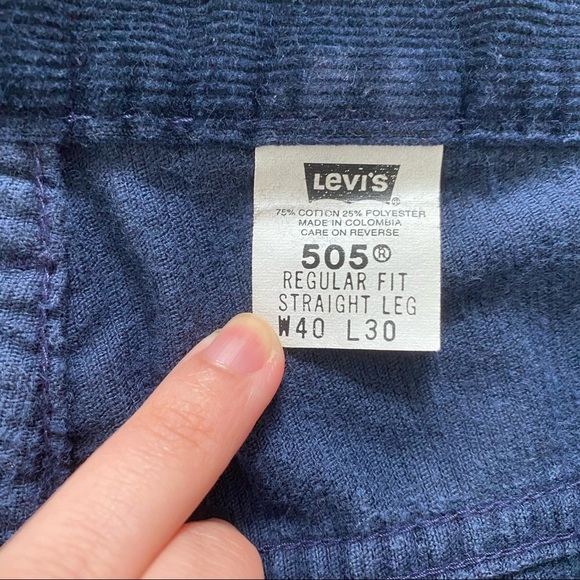 Levi's
75% COTTON 25% POLYESTER
MADE IN COLOMBIA
CARE ON REVERSE
505®
REGULAR FIT
STRAIGHT LEG
W40 L30